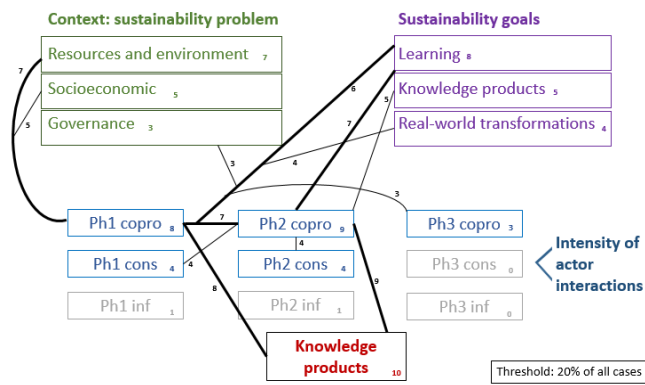 Context: sustainability problem
Sustainability goals
Resources and environment 7
Socioeconomic 5
Governance 3
Learning 8
Knowledge products 5
Real-world transformations 4
7
5
6
5
7
3
4
3
Ph1 copro 8
7
Ph2 copro 9
Ph3 copro 3
Ph1 cons 4
4
4
Ph2 cons 4
Ph3 cons 0
Intensity of
actor
interactions
Ph1 inf 1
8
Ph2 inf 1
9
Ph3 inf 0
Knowledge
products 10
Threshold: 20% of all cases